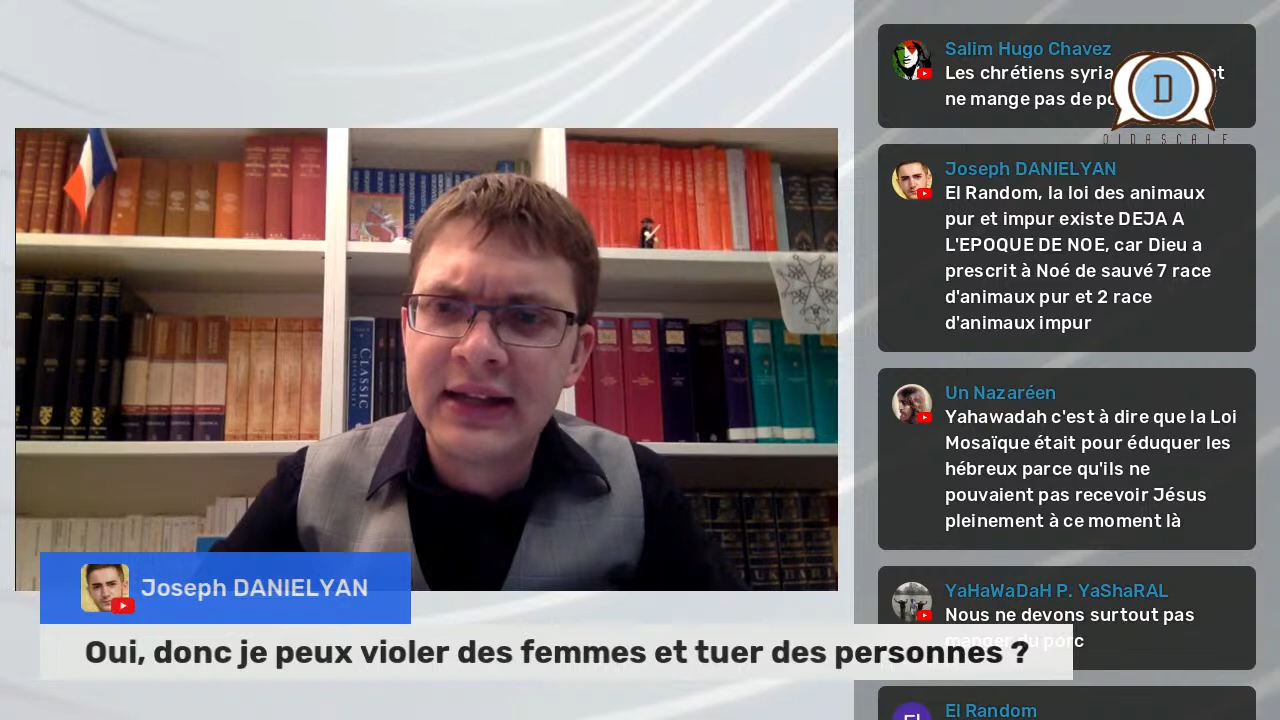 Salim Hugo Chavez
Les chrétiens
ne mange pas de
D
DIDASCALE
Joseph DANIELYAN
El Random, la loi des animaux
pur et impur existe DEJA A
L'EPOQUE DE NOE, car Dieu a
prescrit à Noé de sauvé 7 race
d'animaux pur et 2 race
d'animaux impur
Un Nazaréen
Yahawadah c'est à dire que la Loi
Mosaïque était pour éduquer les
hébreux parce qu'ils ne
pouvaient pas recevoir Jésus
pleinement à ce moment là
YaHaWaDaH P. YaShaRAL
Nous ne devons surtout pas
manger du porc
El Random
El
CLASSIC
CHRISTIANITY
UKHARI
Joseph DANIELYAN
Oui, donc je peux violer des femmes et tuer des personnes ?